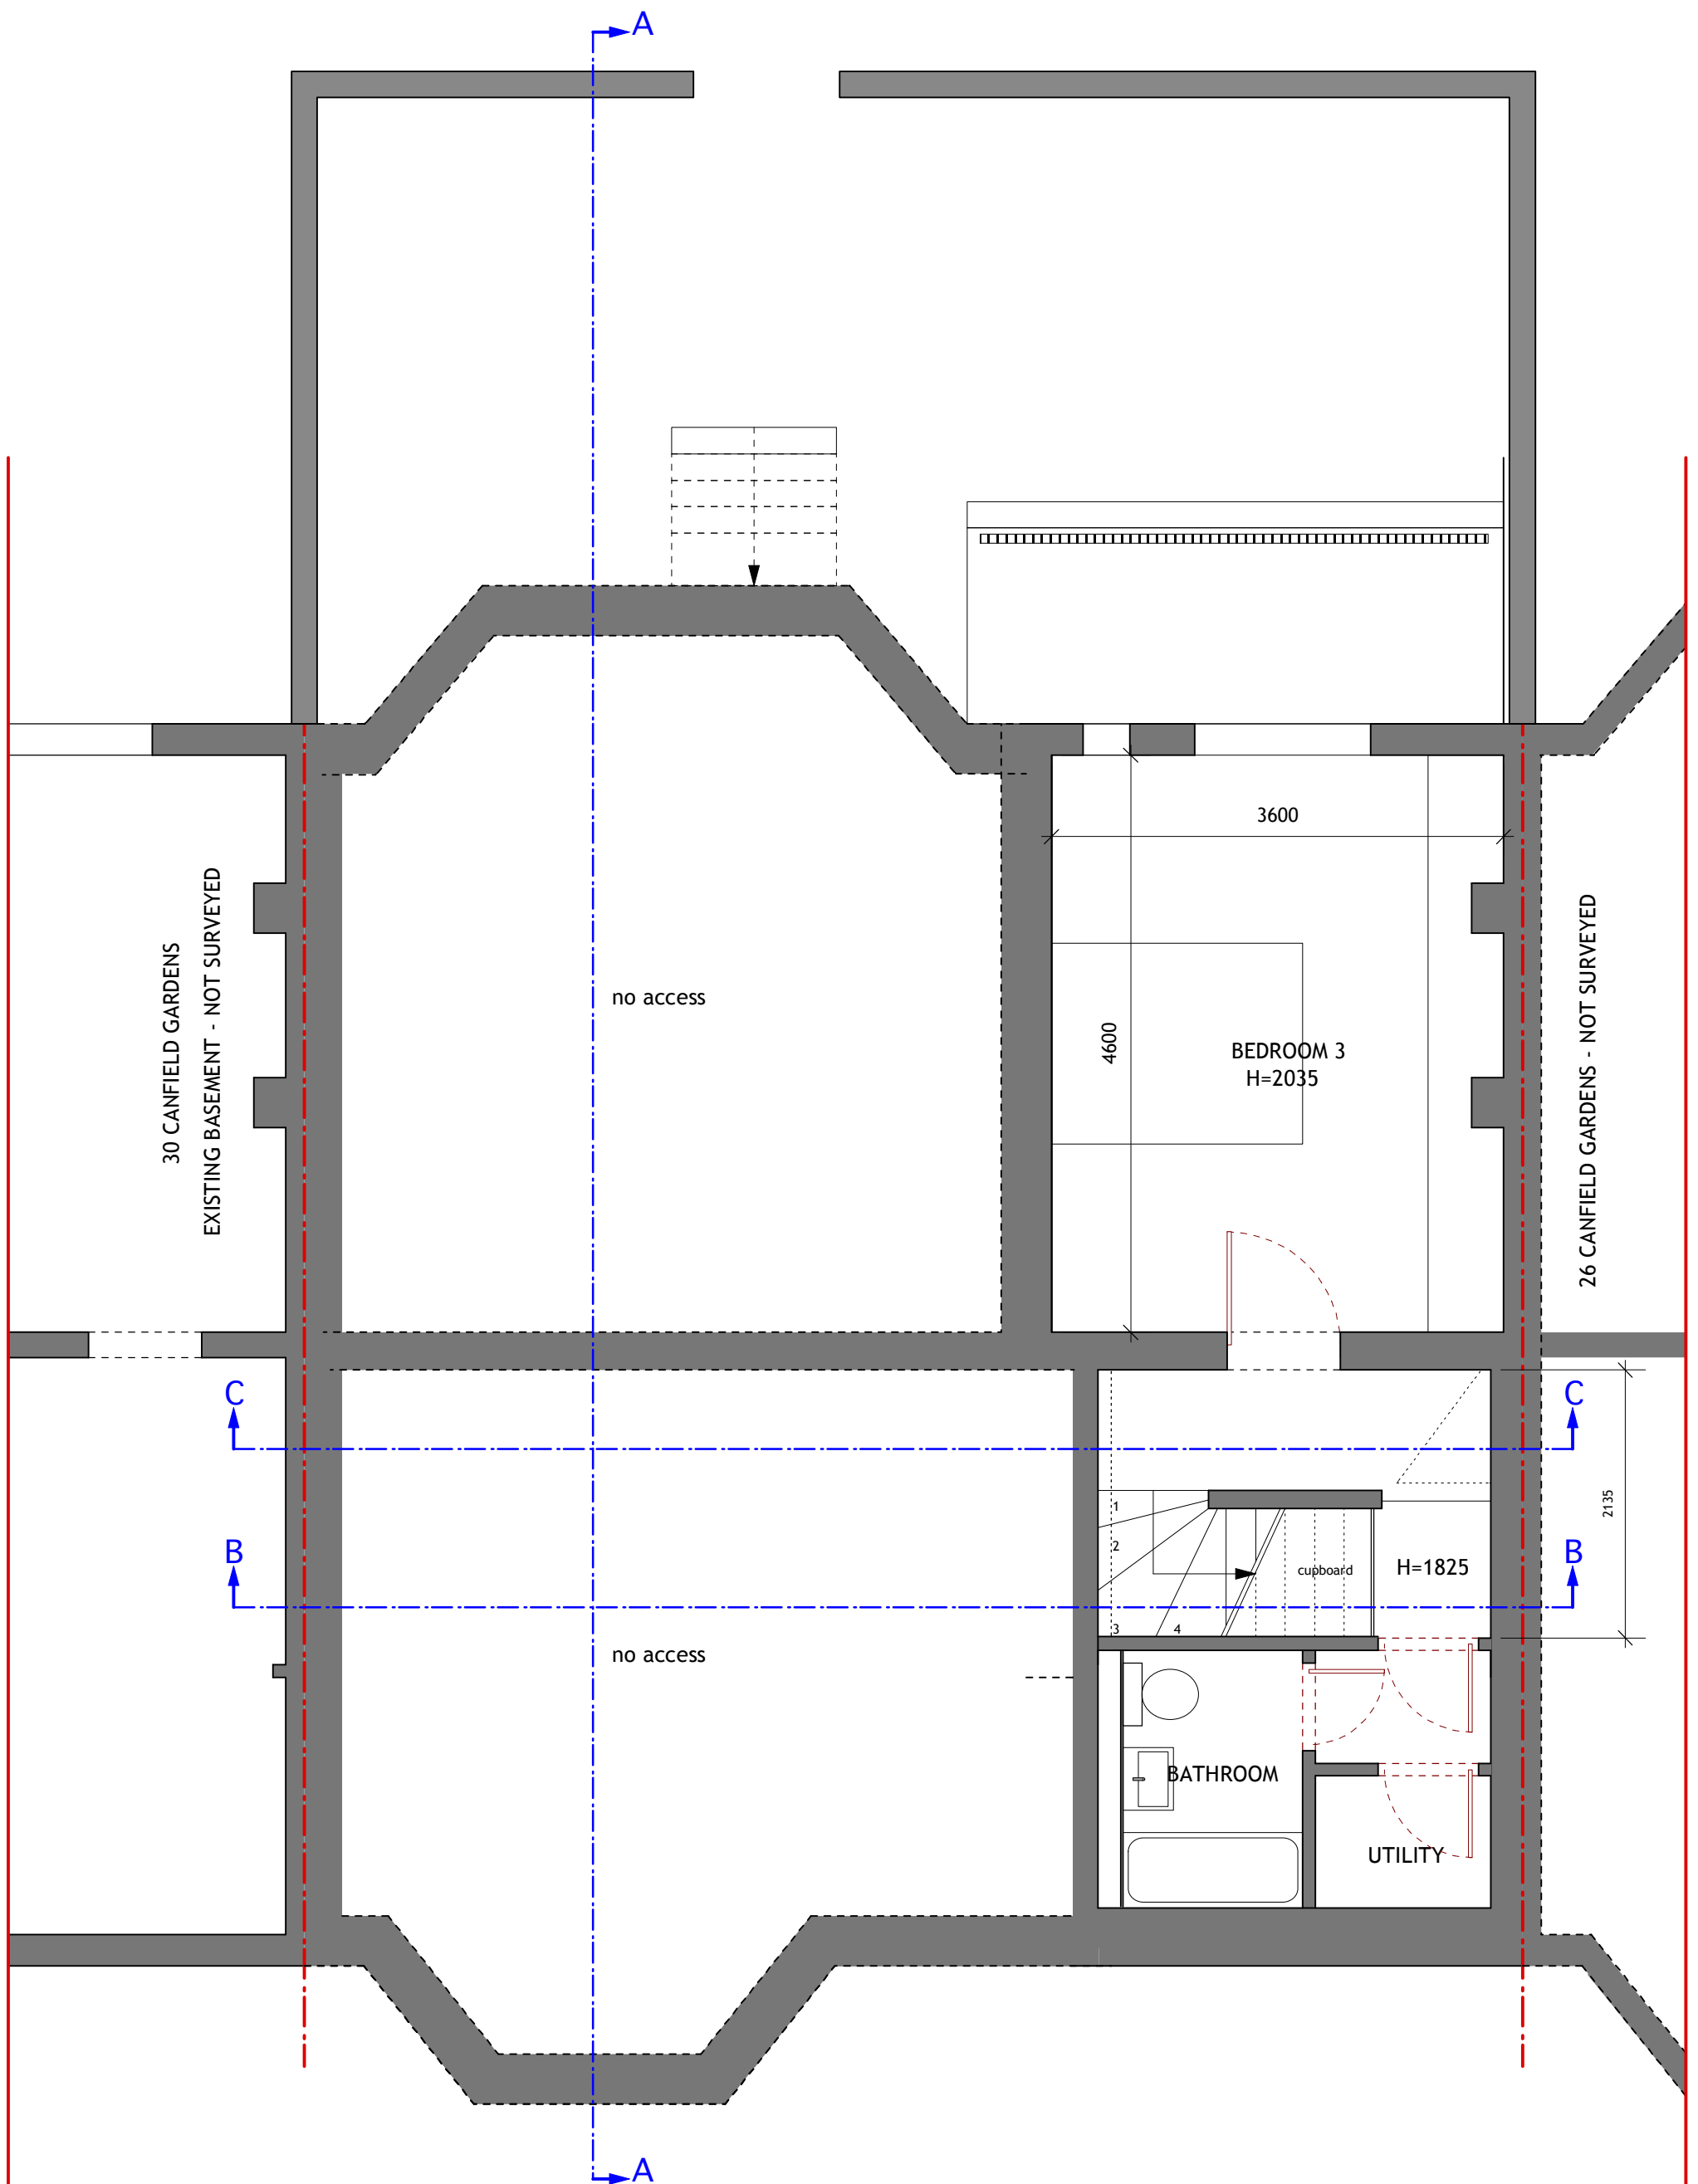 A
3600
30 CANFIELD GARDENS
EXISTING BASEMENT - NOT SURVEYED
no access
4600
BEDROOM 3
H=2035
26 CANFIELD GARDENS - NOT SURVEYED
C
C
1
2135
2
B
cupboard
H=1825
B
3
4
no access
BATHROOM
UTILITY
A